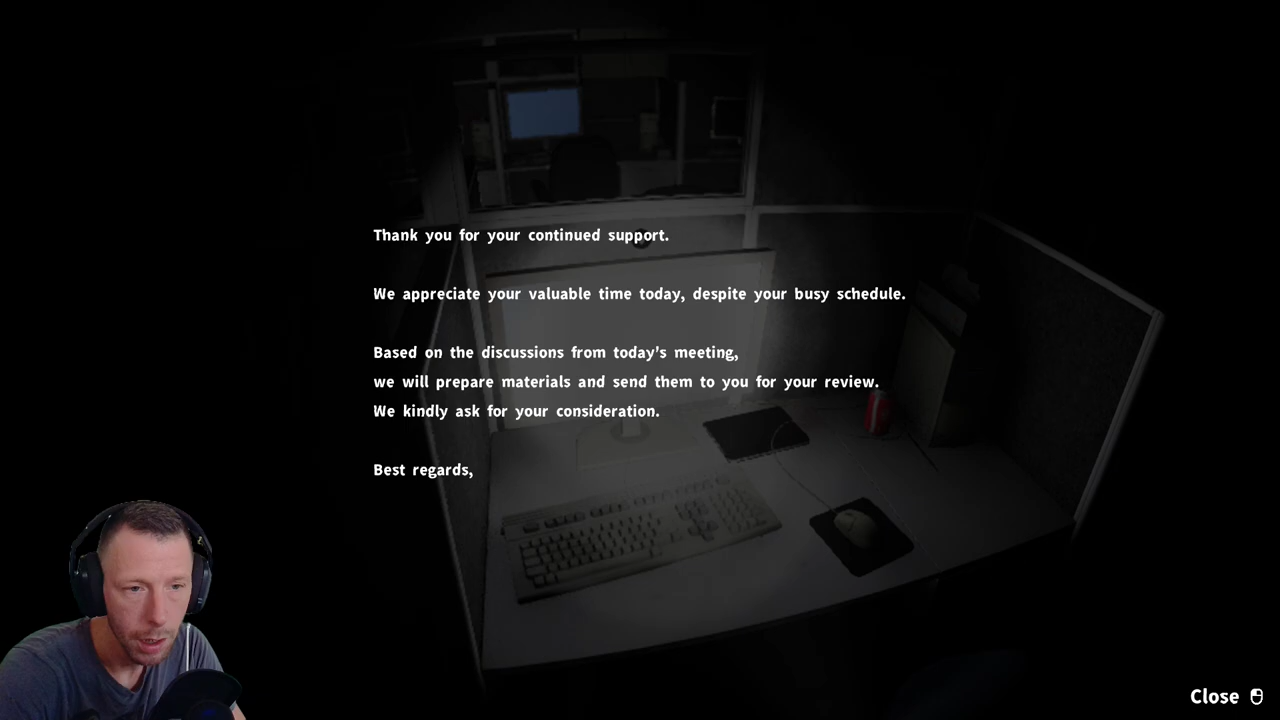 Thank you for your continued support.
We appreciate your valuable time today, despite your busy schedule.
Based on the discussions from today's meeting,
we will prepare materials and send them to you for your review.
We kindly ask for your consideration.
Best regards,
Close